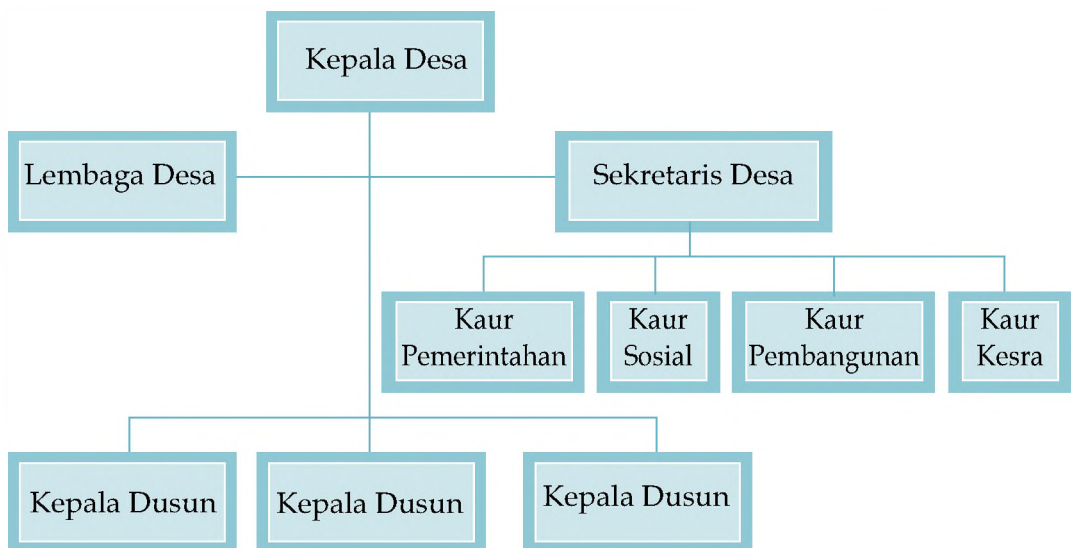 Kepala Desa
Lembaga Desa
Sekretaris Desa
Kaur
Pemerintahan
Kaur
Sosial
Kaur
Pembangunan
Kaur
Kesra
Kepala Dusun
Kepala Dusun
Kepala Dusun